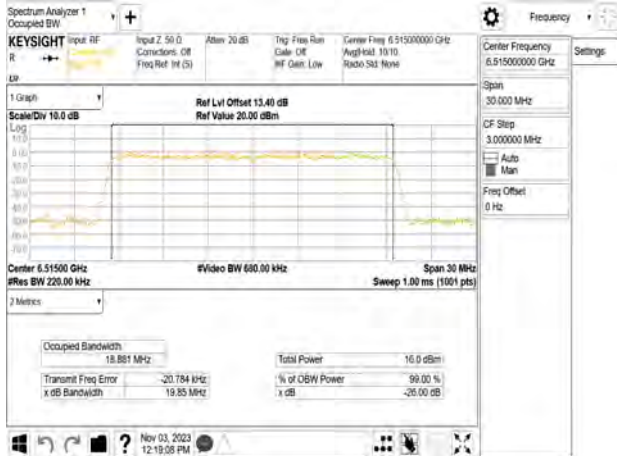 Spectrum Analyzer 1
Occupied BW
+
Frequency
KEYSIGHT
Input: RF
Input Z: 50 Ω
Atten: 20 dB
Trig: Free Run
Center Freq: 6.515000000 GHz
R
Corrections: Off
Gate: Off
Avg|Hold: 10/10
Freq Ref: Int (S)
#IF Gain: Low
Radio Std: None
Center Frequency
6.515000000 GHz
Settings
Span
30.000 MHz
CF Step
3.000000 MHz
Auto
Man
Freq Offset
0 Hz
1 Graph
Scale/Div 10.0 dB
Ref Lvl Offset 13.40 dB
Ref Value 20.00 dBm
Log
10.0
0.00
Center 6.51500 GHz
#Video BW 680.00 kHz
Span 30 MHz
#Res BW 220.00 kHz
Sweep 1.00 ms (1001 pts)
2 Metrics
Occupied Bandwidth
18.881 MHz
Total Power
16.0 dBm
Transmit Freq Error
-20.784 kHz
% of OBW Power
99.00 %
x dB Bandwidth
19.85 MHz
x dB
-26.00 dB
?
Nov 03, 2023
12:19:08 PM